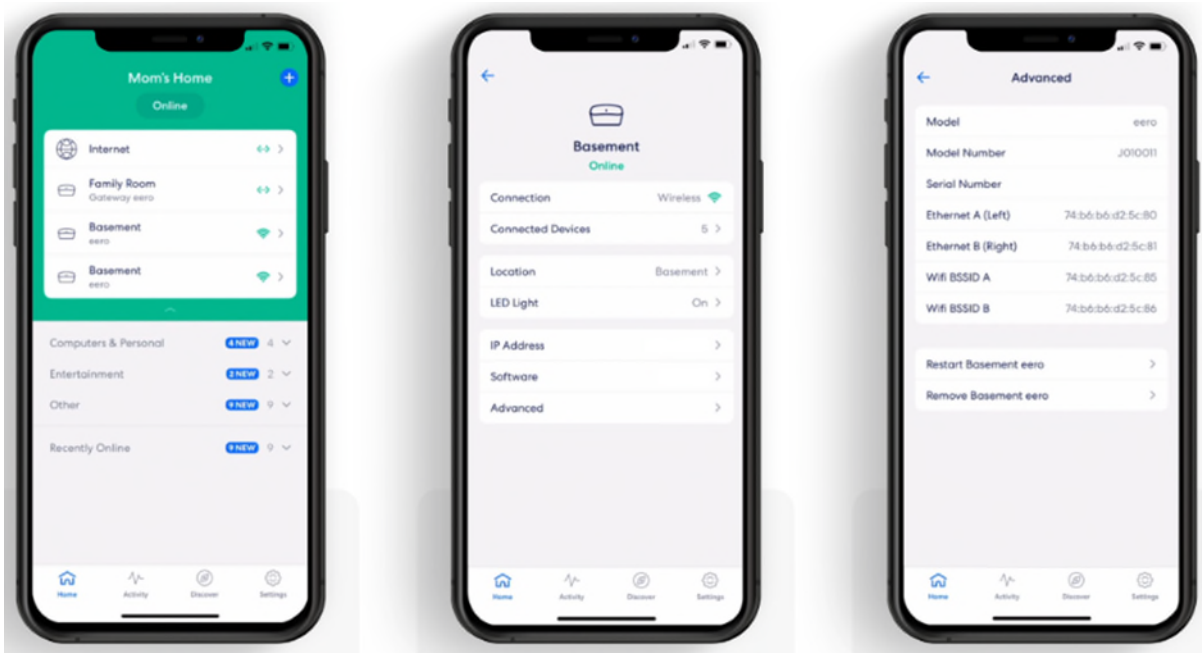 Mom's Home
Online
Internet
Family Room
Gateway eero
Basement
eero
Basement
eero
Computers & Personal 4 NEW 4
Entertainment 2 NEW 2
Other 9 NEW 9
Recently Online 9 NEW 9
Home Activity Discover Settings
Basement
Online
Connection Wireless
Connected Devices 5
Location Basement
LED Light On
IP Address
Software
Advanced
Home Activity Discover Settings
Advanced
Model eero
Model Number J010011
Serial Number
Ethernet A (Left) 74:b6:b6:d2:5c:80
Ethernet B (Right) 74:b6:b6:d2:5c:81
Wifi BSSID A 74:b6:b6:d2:5c:85
Wifi BSSID B 74:b6:b6:d2:5c:86
Restart Basement eero
Remove Basement eero
Home Activity Discover Settings